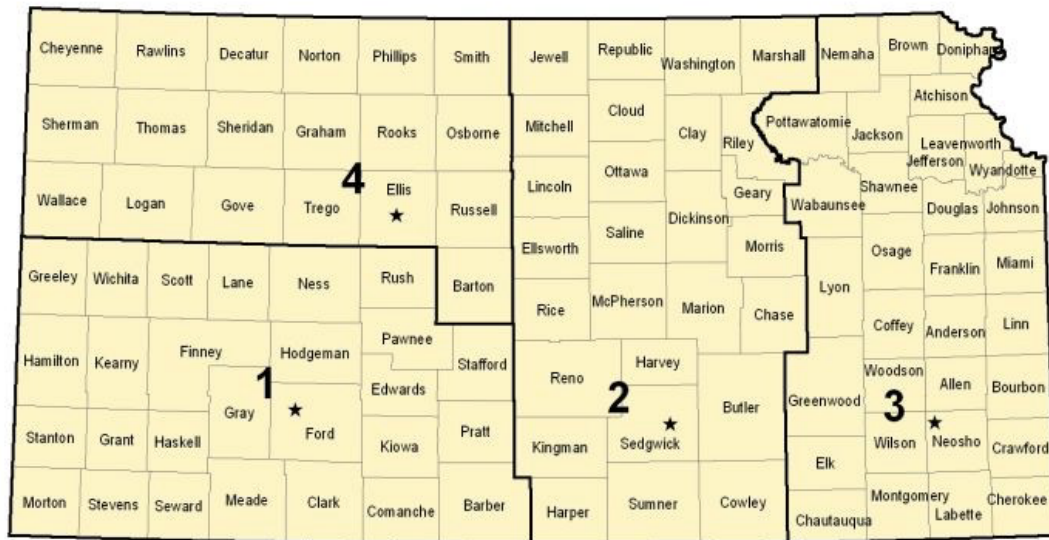 Cheyenne
Rawlins
Decatur
Norton
Phillips
Smith
Jewell
Republic
Washington
Marshall
Nemaha
Brown
Doniphan
Sherman
Thomas
Sheridan
Graham
Rooks
Osborne
Mitchell
Cloud
Clay
Riley
Pottawatomie
Jackson
Atchison
Leavenworth
Jefferson
Wyandotte
4
Wallace
Logan
Gove
Trego
Ellis
Russell
Lincoln
Ottawa
Geary
Wabaunsee
Shawnee
Douglas
Johnson
Dickinson
Saline
Ellsworth
Morris
Osage
Franklin
Miami
Greeley
Wichita
Scott
Lane
Ness
Rush
Barton
Rice
McPherson
Marion
Chase
Lyon
Coffey
Anderson
Linn
Hamilton
Kearny
Finney
Hodgeman
Pawnee
Stafford
Edwards
1
Gray
Ford
Reno
Harvey
2
Sedgwick
Butler
Greenwood
Woodson
Allen
Bourbon
3
Wilson
Neosho
Crawford
Stanton
Grant
Haskell
Kiowa
Pratt
Kingman
Elk
Morton
Stevens
Seward
Meade
Clark
Comanche
Barber
Harper
Sumner
Cowley
Chautauqua
Montgomery
Labette
Cherokee